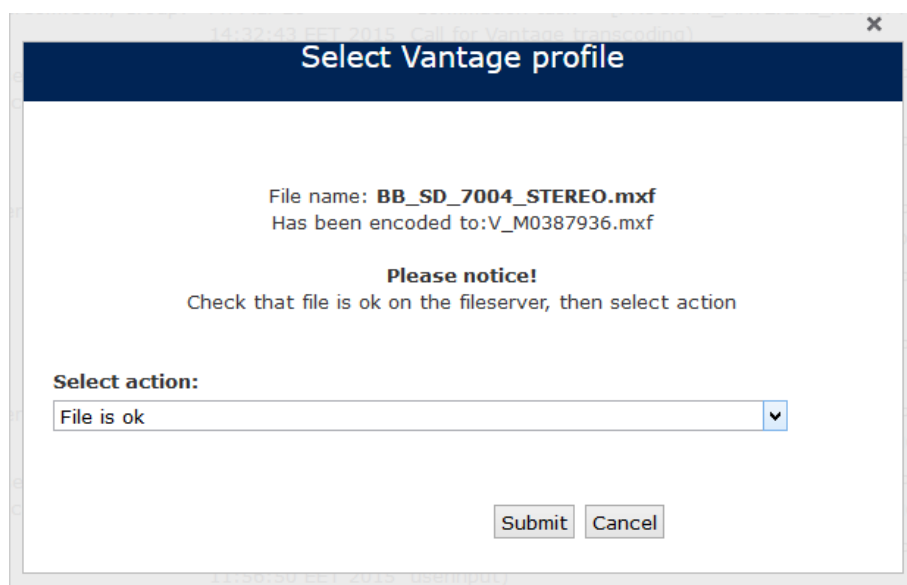 14:32:43 EET 2015 Call for Vantage transcoding)
Select Vantage profile
File name: BB_SD_7004_STEREO.mxf
Has been encoded to:V_M0387936.mxf
Please notice!
Check that file is ok on the fileserver, then select action
Select action:
File is ok
Submit Cancel
11:56:50 EET 2015 userinput)